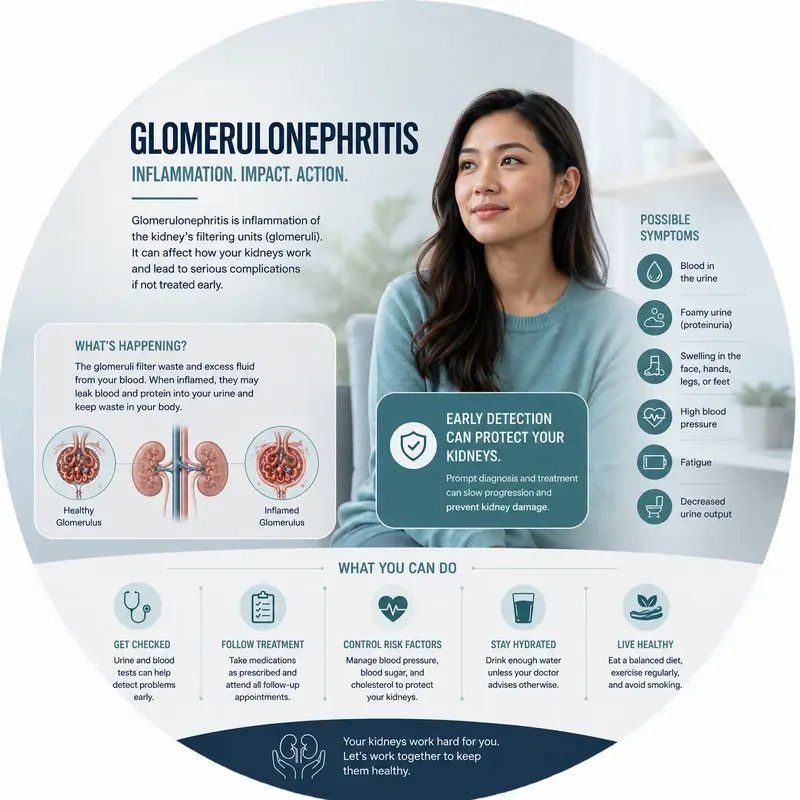 GLOMERULONEPHRITIS
INFLAMMATION. IMPACT. ACTION.
Glomerulonephritis is inflammation of
the kidney's filtering units (glomeruli).
It can affect how your kidneys work
and lead to serious complications
if not treated early.
WHAT'S HAPPENING?
The glomeruli filter waste and excess fluid
from your blood. When inflamed, they may
leak blood and protein into your urine and
keep waste in your body.
Healthy
Glomerulus
Inflamed
Glomerulus
EARLY DETECTION
CAN PROTECT YOUR
KIDNEYS.
Prompt diagnosis and treatment
can slow progression and
prevent kidney damage.
POSSIBLE
SYMPTOMS
Blood in
the urine
Foamy urine
(proteinuria)
Swelling in the
face, hands,
legs, or feet
High blood
pressure
Fatigue
Decreased
urine output
WHAT YOU CAN DO
GET CHECKED
Urine and blood
tests can help
detect problems
early.
FOLLOW TREATMENT
Take medications
as prescribed and
attend all follow-up
appointments.
CONTROL RISK FACTORS
Manage blood pressure,
blood sugar, and
cholesterol to protect
your kidneys.
STAY HYDRATED
Drink enough water
unless your doctor
advises otherwise.
LIVE HEALTHY
Eat a balanced diet,
exercise regularly,
and avoid smoking.
Your kidneys work hard for you.
Let's work together to keep
them healthy.